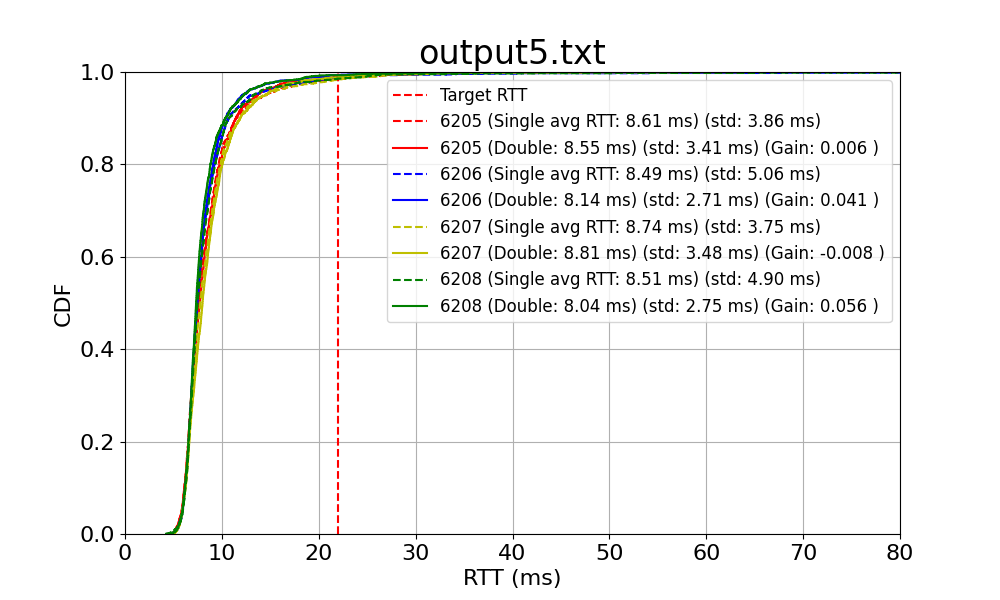 output5.txt
1.0
0.8
0.6
0.4
0.2
0.0
CDF
Target RTT
6205 (Single avg RTT: 8.61 ms) (std: 3.86 ms)
6205 (Double: 8.55 ms) (std: 3.41 ms) (Gain: 0.006 )
6206 (Single avg RTT: 8.49 ms) (std: 5.06 ms)
6206 (Double: 8.14 ms) (std: 2.71 ms) (Gain: 0.041 )
6207 (Single avg RTT: 8.74 ms) (std: 3.75 ms)
6207 (Double: 8.81 ms) (std: 3.48 ms) (Gain: -0.008 )
6208 (Single avg RTT: 8.51 ms) (std: 4.90 ms)
6208 (Double: 8.04 ms) (std: 2.75 ms) (Gain: 0.056 )
0 10 20 30 40 50 60 70 80
RTT (ms)